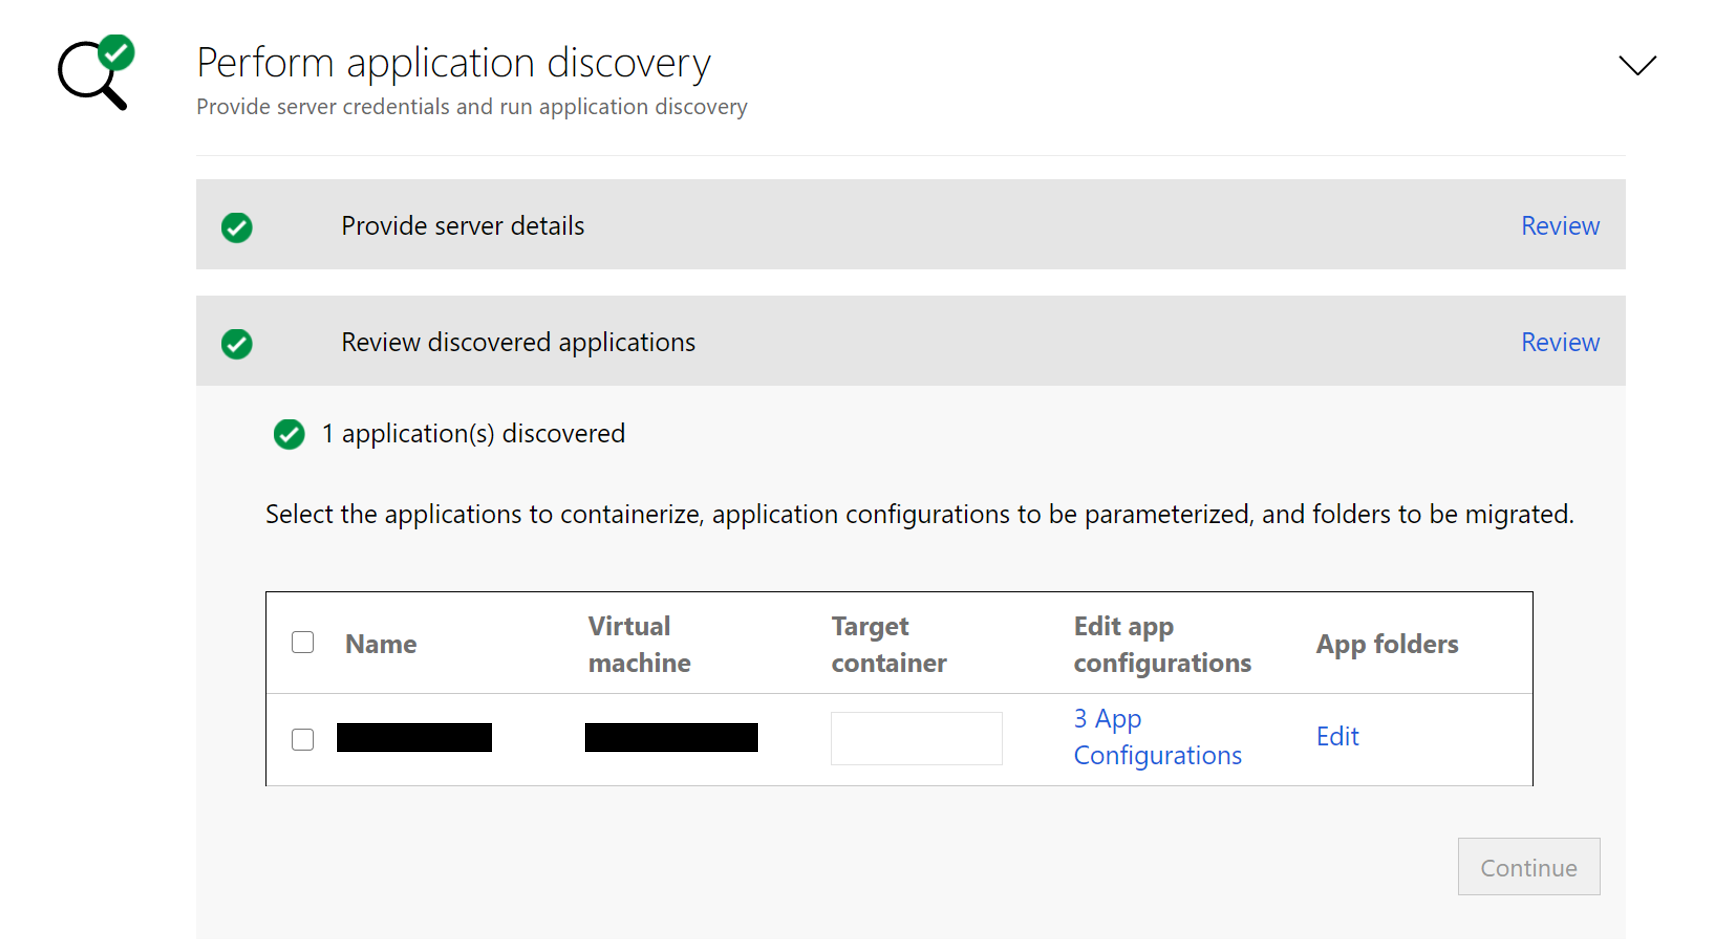 Perform application discovery
Provide server credentials and run application discovery
Provide server details
Review
Review discovered applications
Review
1 application(s) discovered
Select the applications to containerize, application configurations to be parameterized, and folders to be migrated.
Name
Virtual
machine
Target
container
Edit app
configurations
App folders
3 App
Configurations
Edit
Continue